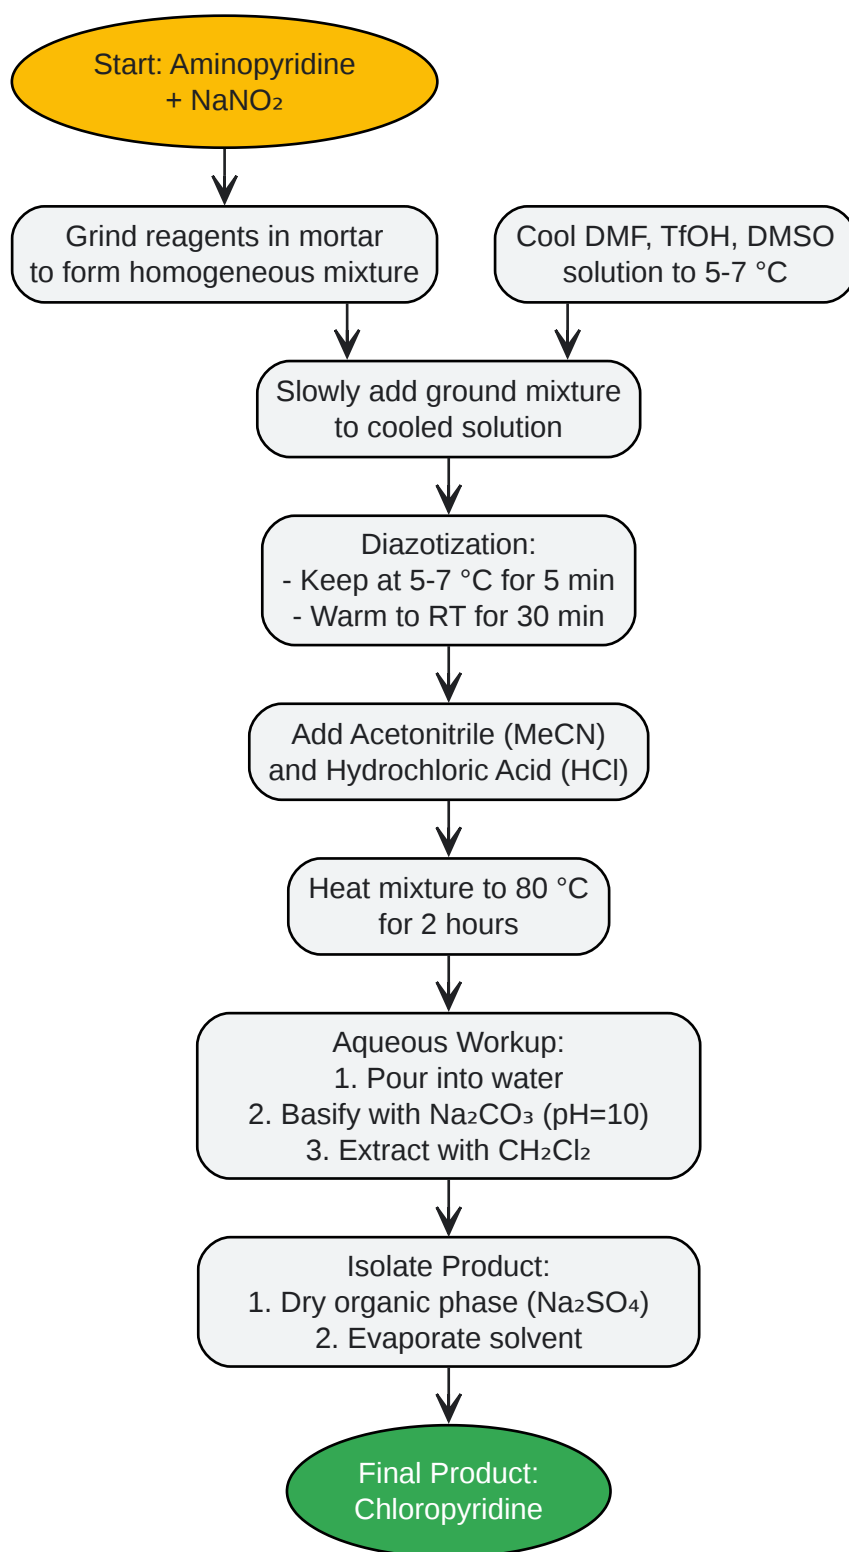 Start: Aminopyridine
+ NaNO₂
Grind reagents in mortar
to form homogeneous mixture
Cool DMF, TfOH, DMSO
solution to 5-7 °C
Slowly add ground mixture
to cooled solution
Diazotization:
- Keep at 5-7 °C for 5 min
- Warm to RT for 30 min
Add Acetonitrile (MeCN)
and Hydrochloric Acid (HCl)
Heat mixture to 80 °C
for 2 hours
Aqueous Workup:
1. Pour into water
2. Basify with Na₂CO₃ (pH=10)
3. Extract with CH₂Cl₂
Isolate Product:
1. Dry organic phase (Na₂SO₄)
2. Evaporate solvent
Final Product:
Chloropyridine